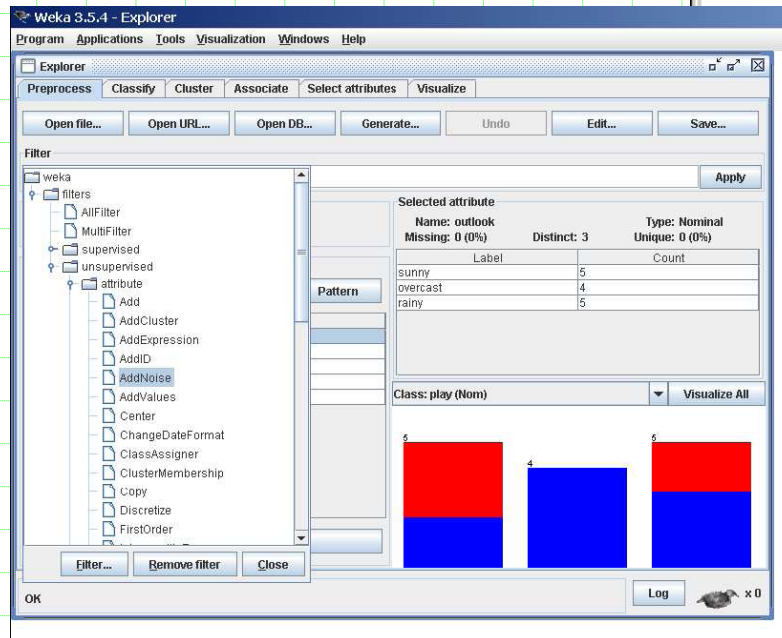 Weka 3.5.4 - Explorer
Program Applications Tools Visualization Windows Help
Explorer
Preprocess Classify Cluster Associate Select attributes Visualize
Open file... Open URL... Open DB... Generate... Undo Edit... Save...
Filter
weka
filters
AllFilter
MultiFilter
supervised
unsupervised
attribute
Add
AddCluster
AddExpression
AddID
AddNoise
AddValues
Center
ChangeDateFormat
ClassAssigner
ClusterMembership
Copy
Discretize
FirstOrder
Filter... Remove filter Close
Apply
Pattern
Selected attribute
Name: outlook Type: Nominal
Missing: 0 (0%) Distinct: 3 Unique: 0 (0%)
Label Count
sunny 5
overcast 4
rainy 5
Class: play (Nom) Visualize All
5 4 5
OK Log x 0